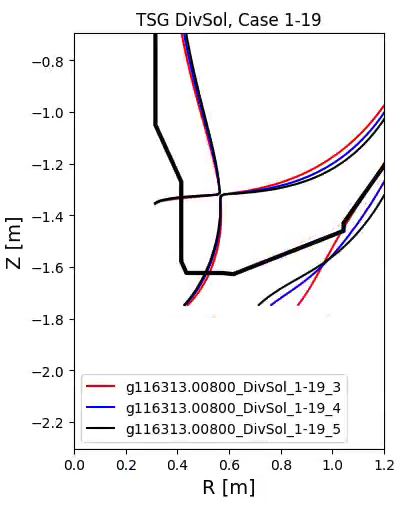 TSG DivSol, Case 1-19
−0.8
−1.0
−1.2
−1.4
−1.6
−1.8
−2.0
−2.2
Z [m]
g116313.00800_DivSol_1-19_3
g116313.00800_DivSol_1-19_4
g116313.00800_DivSol_1-19_5
0.0 0.2 0.4 0.6 0.8 1.0 1.2
R [m]